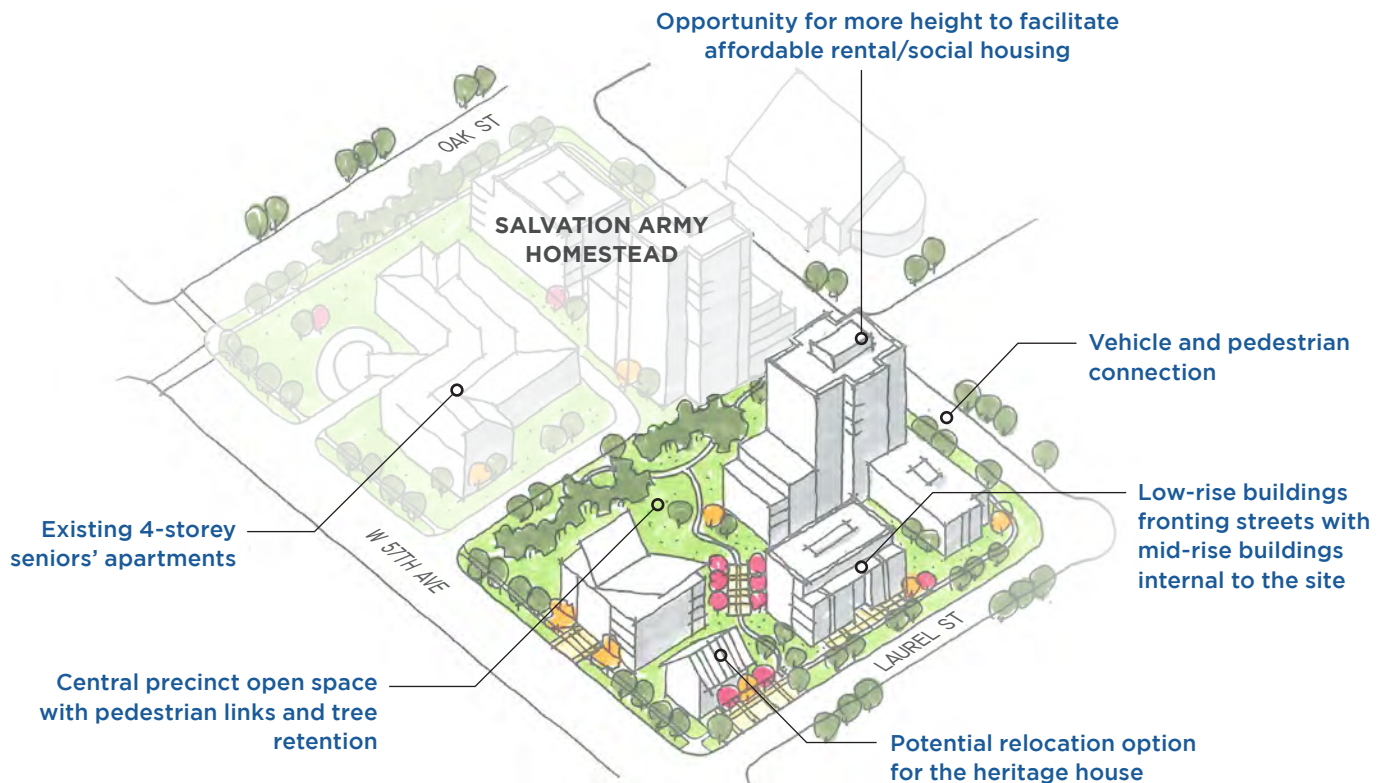 Opportunity for more height to facilitate
affordable rental/social housing
OAK ST
SALVATION ARMY
HOMESTEAD
Vehicle and pedestrian
connection
Low-rise buildings
fronting streets with
mid-rise buildings
internal to the site
Existing 4-storey
seniors’ apartments
W 57TH AVE
LAUREL ST
Central precinct open space
with pedestrian links and tree
retention
Potential relocation option
for the heritage house